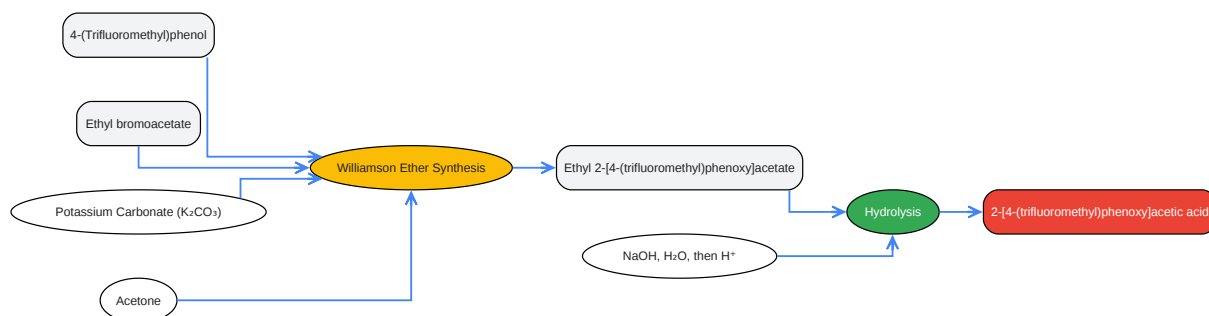 4-(Trifluoromethyl)phenol
Ethyl bromoacetate
Potassium Carbonate (K₂CO₃)
Acetone
Williamson Ether Synthesis
Ethyl 2-[4-(trifluoromethyl)phenoxy]acetate
NaOH, H₂O, then H⁺
Hydrolysis
2-[4-(trifluoromethyl)phenoxy]acetic acid